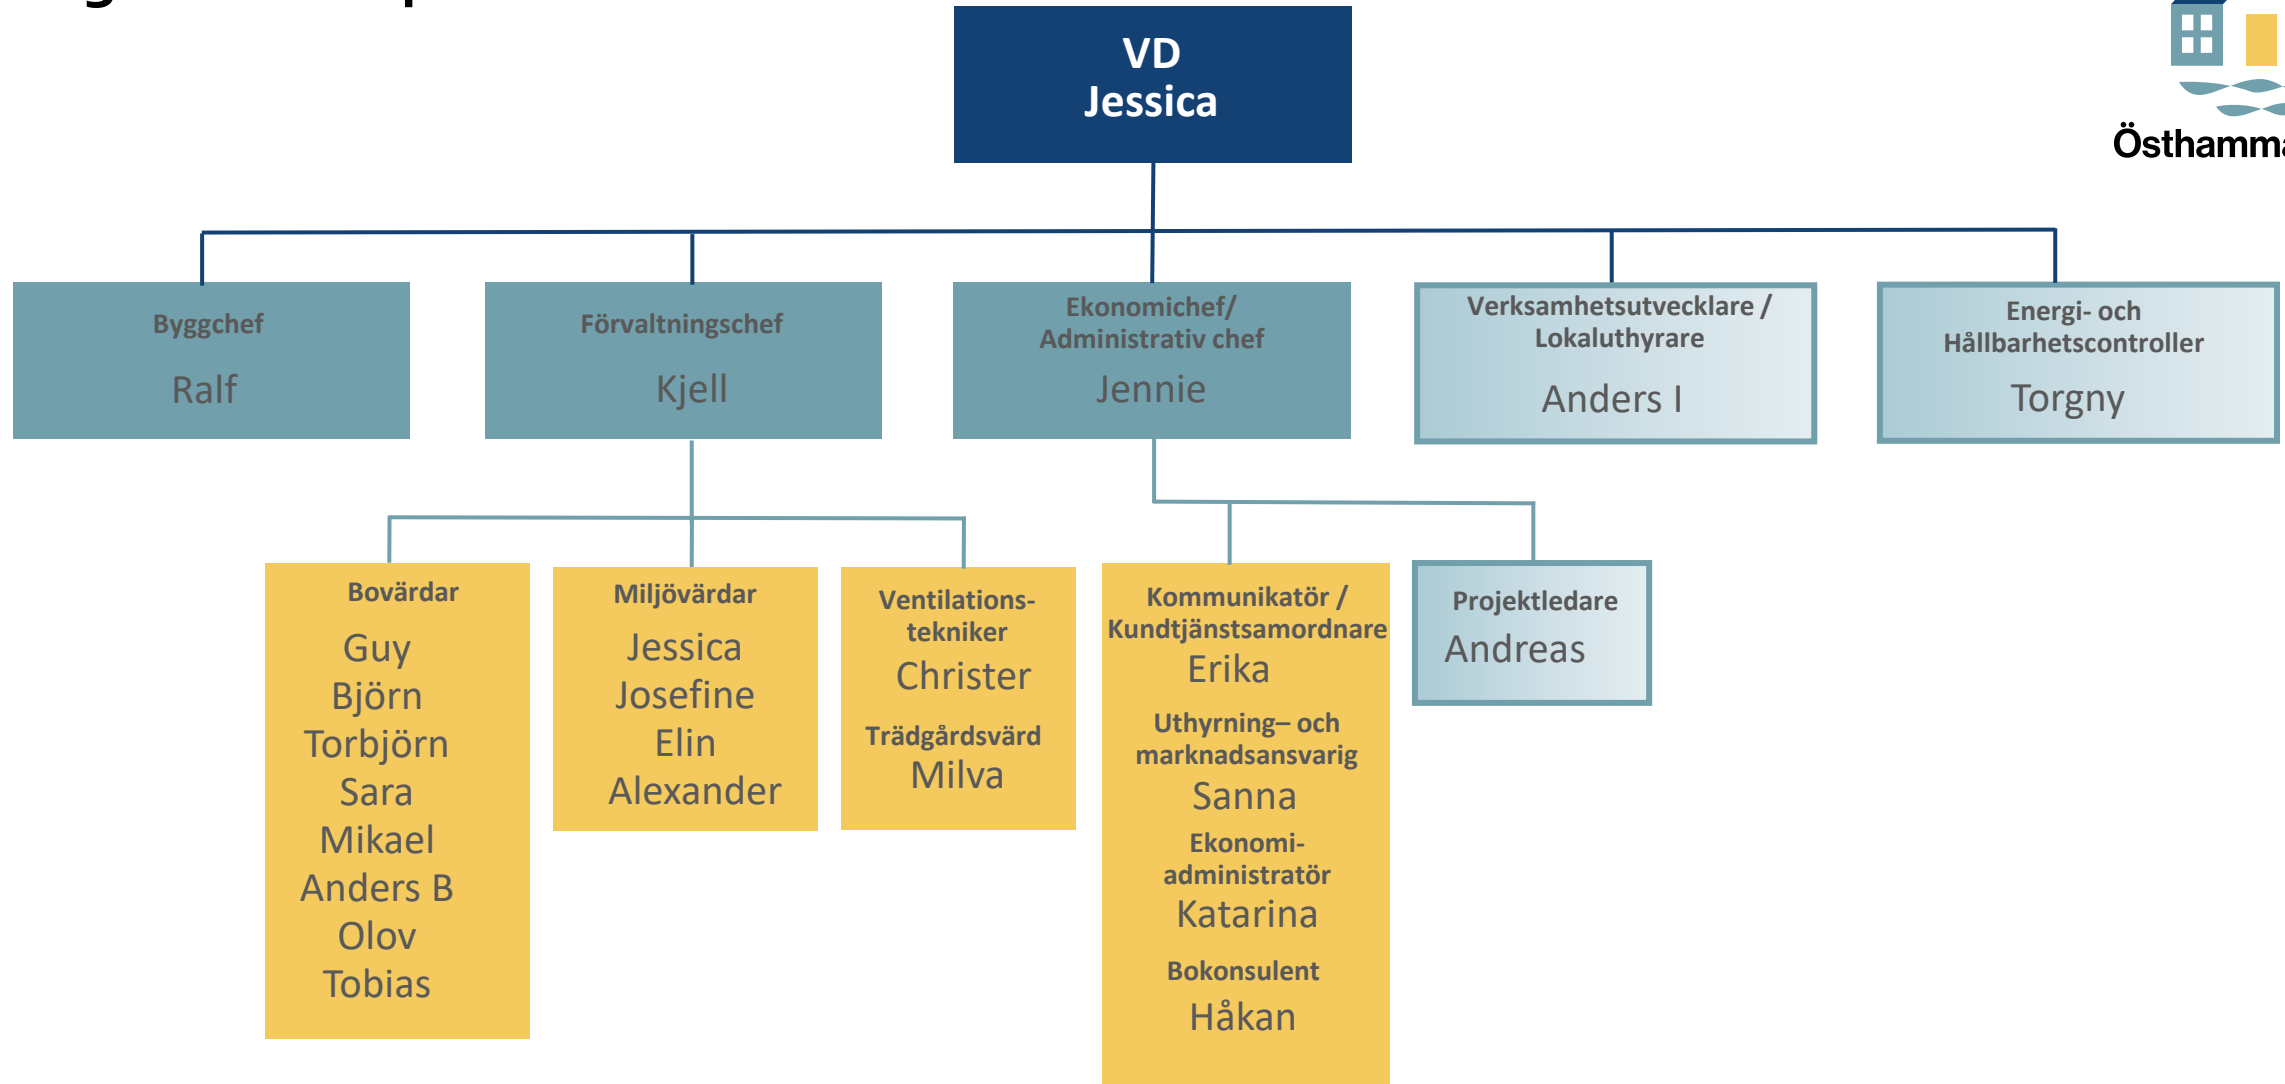 VD
Jessica
Östhamma
Byggchef
Ralf
Förvaltningschef
Kjell
Ekonomichef/
Administrativ chef
Jennie
Verksamhetsutvecklare /
Lokaluthyrare
Anders I
Energi- och
Hållbarhetscontroller
Torgny
Bovärdar
Guy
Björn
Torbjörn
Sara
Mikael
Anders B
Olov
Tobias
Miljövärdar
Jessica
Josefine
Elin
Alexander
Ventilations-
tekniker
Christer
Trädgårdsvärd
Milva
Kommunikatör /
Kundtjänstsamordnare
Erika
Uthyrning– och
marknadsansvarig
Sanna
Ekonomi-
administratör
Katarina
Bokonsulent
Håkan
Projektledare
Andreas